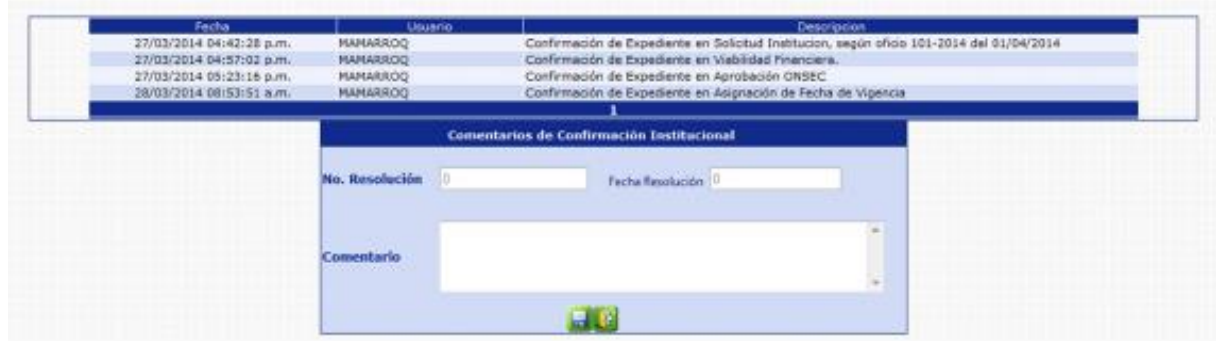 Fecha Usuario Descripcion
27/03/2014 04:42:28 p.m. MAMARROQ Confirmación de Expediente en Solicitud Institucion, según oficio 101-2014 del 01/04/2014
27/03/2014 04:57:02 p.m. MAMARROQ Confirmación de Expediente en Viabilidad Financiera.
27/03/2014 05:23:16 p.m. MAMARROQ Confirmación de Expediente en Aprobación ONSEC
28/03/2014 08:53:51 a.m. MAMARROQ Confirmación de Expediente en Asignación de Fecha de Vigencia
1
Comentarios de Confirmación Institucional
No. Resolución 0 Fecha Resolución 0
Comentario